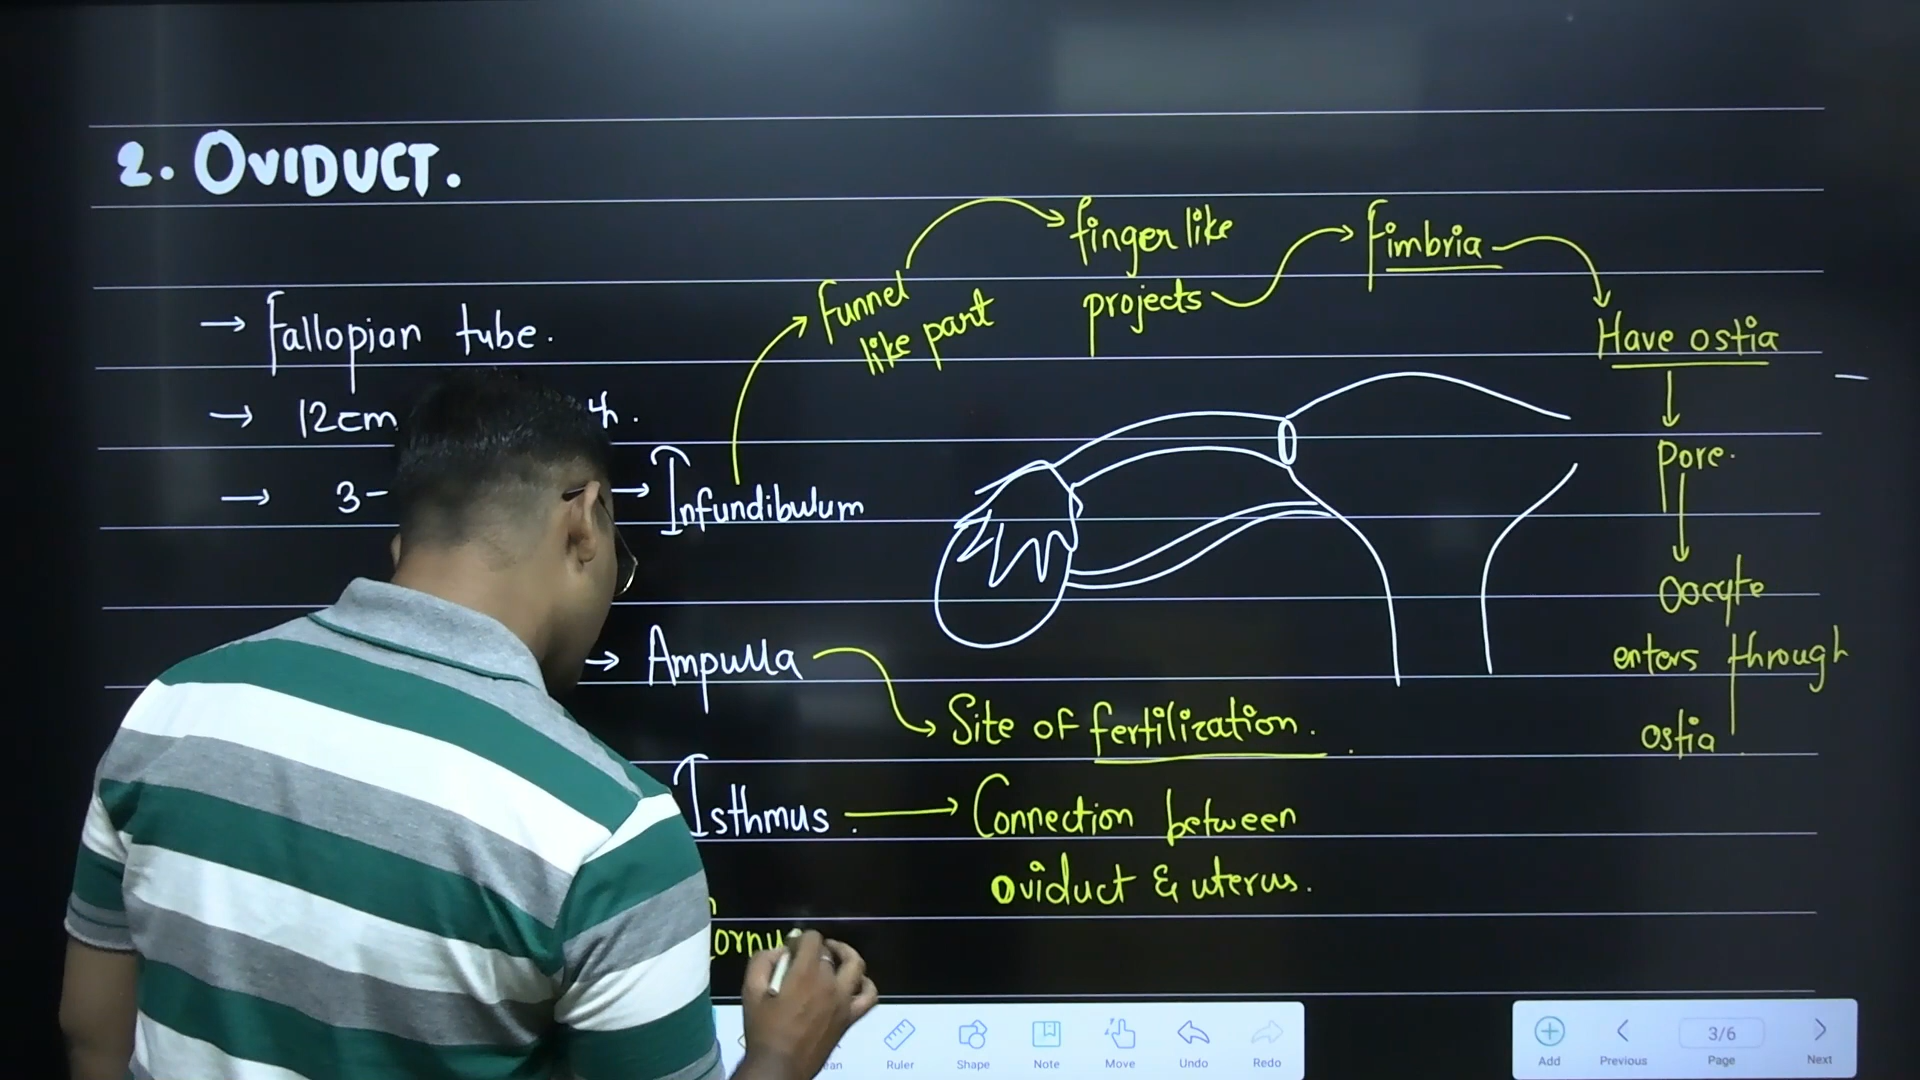 2. OVIDUCT.
finger like
projects
Fimbria
Funnel
like part
Have ostia
→ Fallopian tube.
→ 12cm
→ 3-
→ Infundibulum
Pore.
Oocyte
enters through
ostia
→ Ampulla
Site of fertilization.
Isthmus.
Connection between
Oviduct & uterus.
Ruler
Shape
Note
Move
Undo
Redo
Add
Previous
3/6
Page
Next